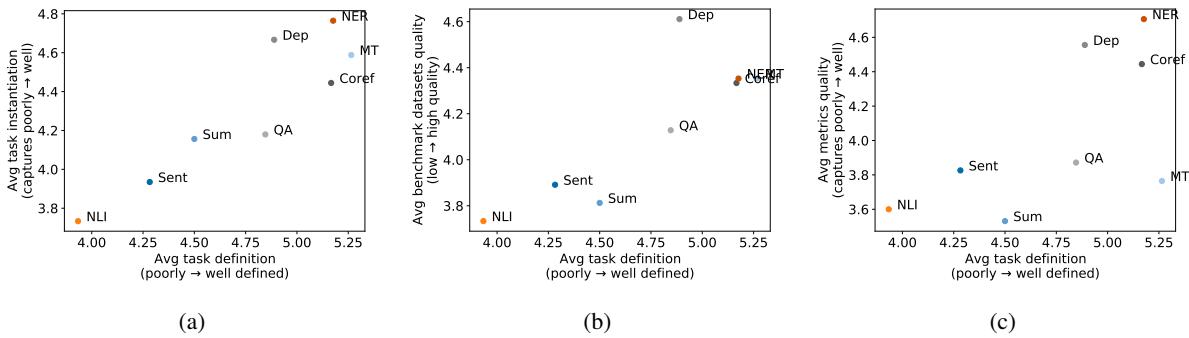 Avg task instantiation
(captures poorly → well)
4.8
4.6
4.4
4.2
4.0
3.8
NER
Dep
MT
Coref
Sum
QA
Sent
NLI
4.00 4.25 4.50 4.75 5.00 5.25
Avg task definition
(poorly → well defined)
(a)
Avg benchmark datasets quality
(low → high quality)
4.6
4.4
4.2
4.0
3.8
Dep
NER
MT
Coref
QA
Sent
Sum
NLI
4.00 4.25 4.50 4.75 5.00 5.25
Avg task definition
(poorly → well defined)
(b)
Avg metrics quality
(captures poorly → well)
4.6
4.4
4.2
4.0
3.8
3.6
NER
Dep
Coref
QA
Sent
MT
NLI
Sum
4.00 4.25 4.50 4.75 5.00 5.25
Avg task definition
(poorly → well defined)
(c)